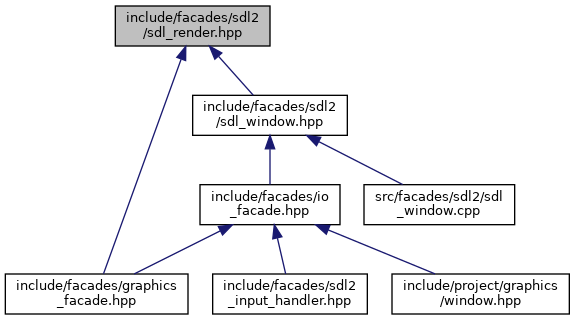 include/facades/sdl2
/sdl_render.hpp
include/facades/sdl2
/sdl_window.hpp
include/facades/io
_facade.hpp
src/facades/sdl2/sdl
_window.cpp
include/facades/graphics
_facade.hpp
include/facades/sdl2
_input_handler.hpp
include/project/graphics
/window.hpp